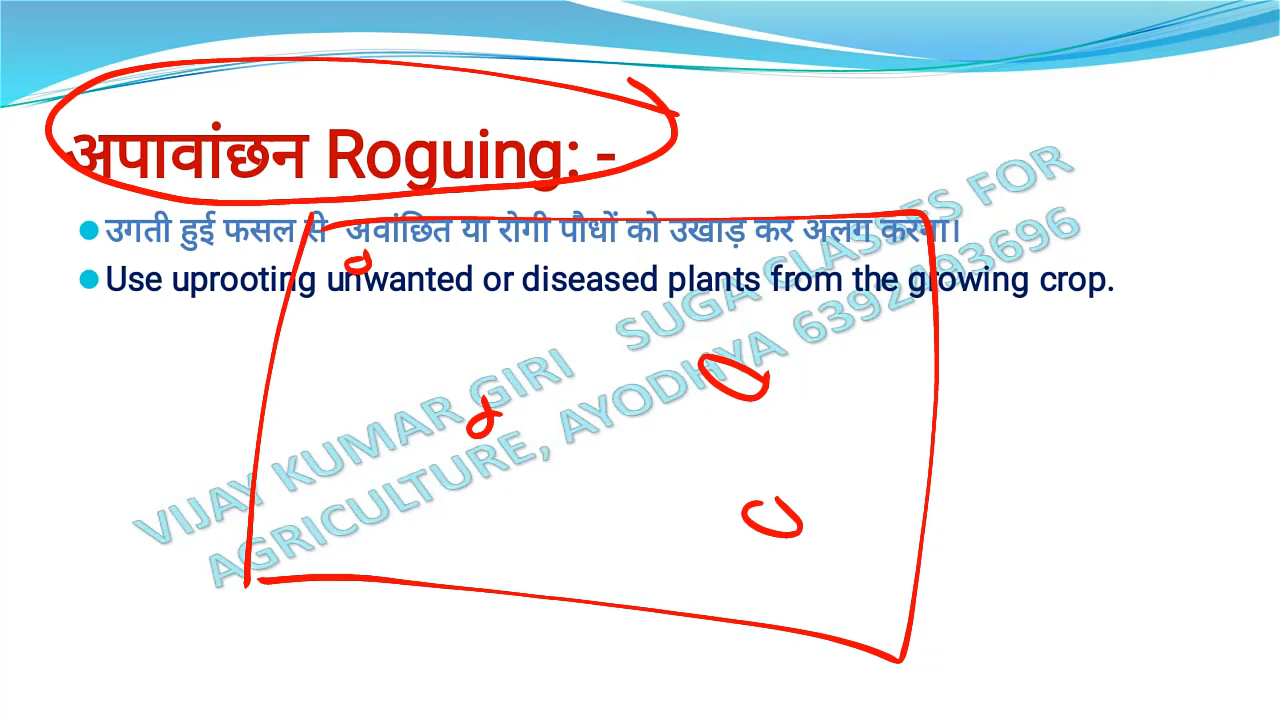 अपावांछन Roguing: -
उगती हुई फसल से अवांछित या रोगी पौधों को उखाड़ कर अलग करना।
Use uprooting unwanted or diseased plants from the growing crop.
VIJAY KUMAR GIRI SUGA CLASSES FOR
AGRICULTURE, AYODHYA 6392493696